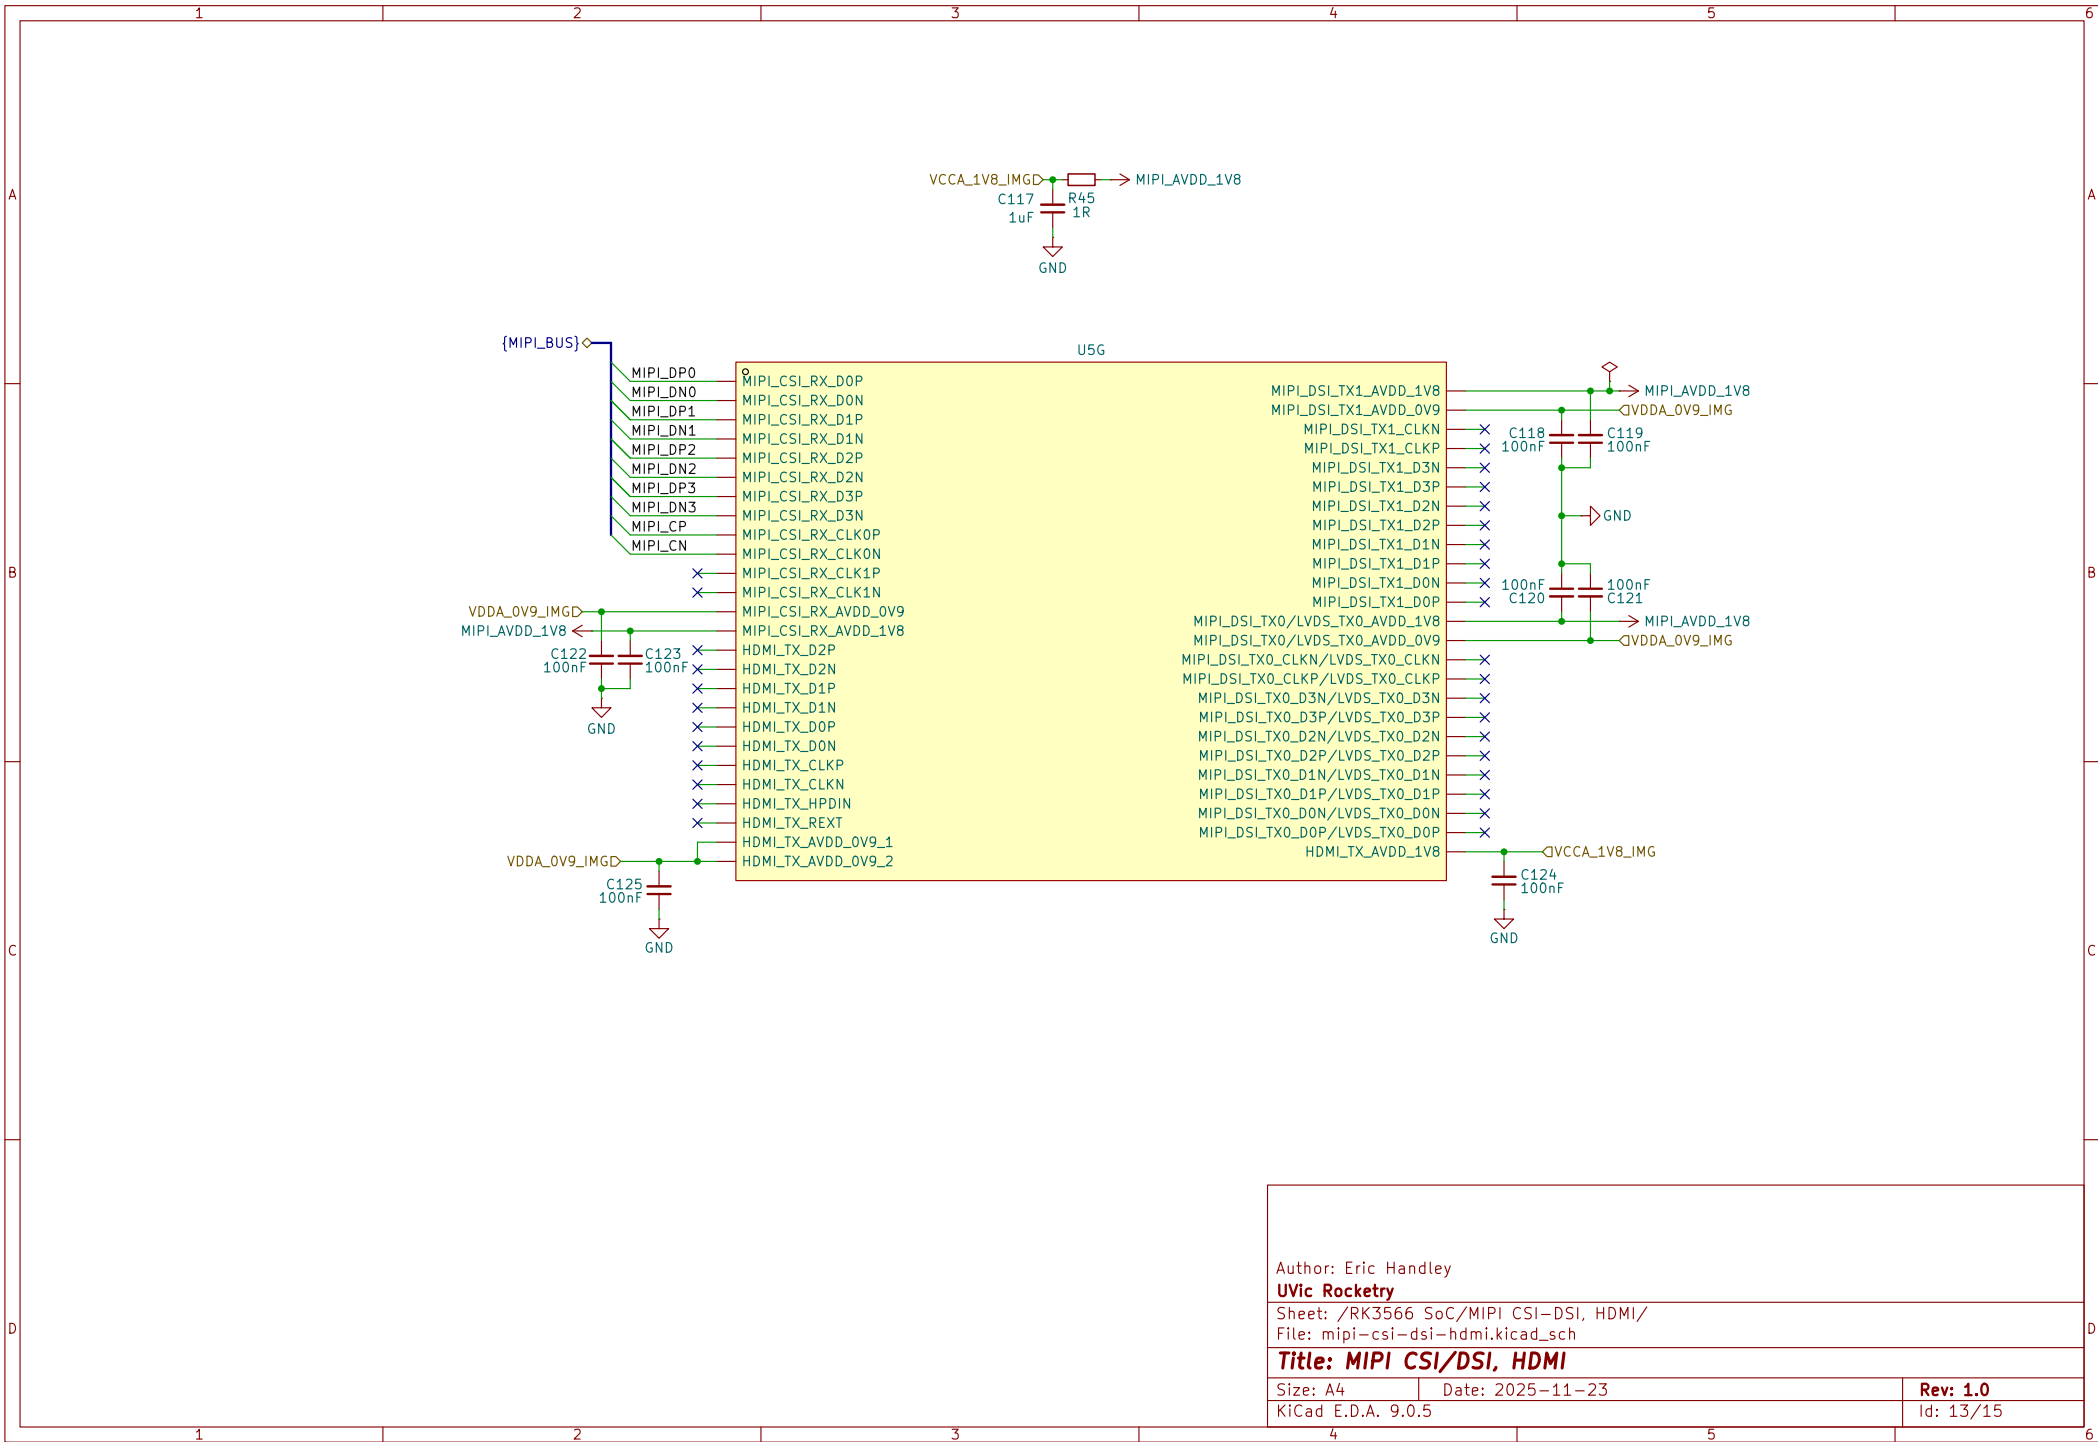 1 2 3 4 5 6
A A
VCCA_1V8_IMG MIPI_AVDD_1V8
C117
1uF
R45
1R
GND
{MIPI_BUS}
U5G
MIPI_DP0
MIPI_DN0
MIPI_DP1
MIPI_DN1
MIPI_DP2
MIPI_DN2
MIPI_DP3
MIPI_DN3
MIPI_CP
MIPI_CN
MIPI_CSI_RX_D0P
MIPI_CSI_RX_D0N
MIPI_CSI_RX_D1P
MIPI_CSI_RX_D1N
MIPI_CSI_RX_D2P
MIPI_CSI_RX_D2N
MIPI_CSI_RX_D3P
MIPI_CSI_RX_D3N
MIPI_CSI_RX_CLK0P
MIPI_CSI_RX_CLK0N
MIPI_CSI_RX_CLK1P
MIPI_CSI_RX_CLK1N
MIPI_CSI_RX_AVDD_0V9
MIPI_CSI_RX_AVDD_1V8
HDMI_TX_D2P
HDMI_TX_D2N
HDMI_TX_D1P
HDMI_TX_D1N
HDMI_TX_D0P
HDMI_TX_D0N
HDMI_TX_CLKP
HDMI_TX_CLKN
HDMI_TX_HPDIN
HDMI_TX_REXT
HDMI_TX_AVDD_0V9_1
HDMI_TX_AVDD_0V9_2
VDDA_0V9_IMG
MIPI_AVDD_1V8
C122
100nF
C123
100nF
GND
VDDA_0V9_IMG
C125
100nF
GND
MIPI_DSI_TX1_AVDD_1V8
MIPI_DSI_TX1_AVDD_0V9
MIPI_DSI_TX1_CLKN
MIPI_DSI_TX1_CLKP
MIPI_DSI_TX1_D3N
MIPI_DSI_TX1_D3P
MIPI_DSI_TX1_D2N
MIPI_DSI_TX1_D2P
MIPI_DSI_TX1_D1N
MIPI_DSI_TX1_D1P
MIPI_DSI_TX1_D0N
MIPI_DSI_TX1_D0P
MIPI_DSI_TX0/LVDS_TX0_AVDD_1V8
MIPI_DSI_TX0/LVDS_TX0_AVDD_0V9
MIPI_DSI_TX0_CLKN/LVDS_TX0_CLKN
MIPI_DSI_TX0_CLKP/LVDS_TX0_CLKP
MIPI_DSI_TX0_D3N/LVDS_TX0_D3N
MIPI_DSI_TX0_D3P/LVDS_TX0_D3P
MIPI_DSI_TX0_D2N/LVDS_TX0_D2N
MIPI_DSI_TX0_D2P/LVDS_TX0_D2P
MIPI_DSI_TX0_D1N/LVDS_TX0_D1N
MIPI_DSI_TX0_D1P/LVDS_TX0_D1P
MIPI_DSI_TX0_D0N/LVDS_TX0_D0N
MIPI_DSI_TX0_D0P/LVDS_TX0_D0P
HDMI_TX_AVDD_1V8
MIPI_AVDD_1V8
VDDA_0V9_IMG
C118
100nF
C119
100nF
GND
100nF
C120
100nF
C121
MIPI_AVDD_1V8
VDDA_0V9_IMG
VCCA_1V8_IMG
C124
100nF
GND
B B
C C
D D
Author: Eric Handley
UVic Rocketry
Sheet: /RK3566 SoC/MIPI CSI-DSI, HDMI/
File: mipi-csi-dsi-hdmi.kicad_sch
Title: MIPI CSI/DSI, HDMI
Size: A4 Date: 2025-11-23 Rev: 1.0
KiCad E.D.A. 9.0.5 Id: 13/15
1 2 3 4 5 6